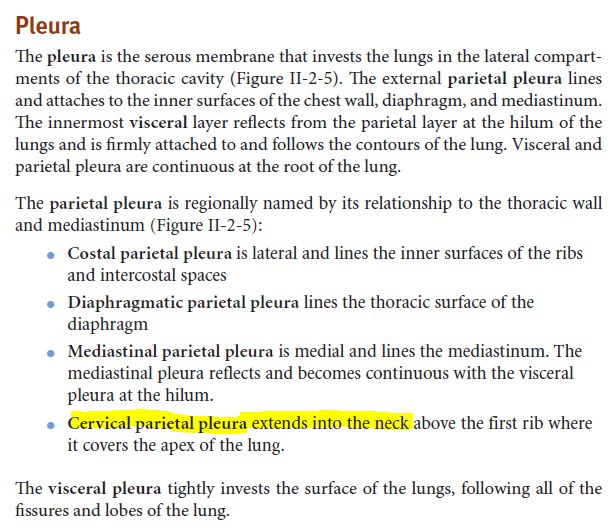 Pleura
The pleura is the serous membrane that invests the lungs in the lateral compart-
ments of the thoracic cavity (Figure II-2-5). The external parietal pleura lines
and attaches to the inner surfaces of the chest wall, diaphragm, and mediastinum.
The innermost visceral layer reflects from the parietal layer at the hilum of the
lungs and is firmly attached to and follows the contours of the lung. Visceral and
parietal pleura are continuous at the root of the lung.
The parietal pleura is regionally named by its relationship to the thoracic wall
and mediastinum (Figure II-2-5):
• Costal parietal pleura is lateral and lines the inner surfaces of the ribs
and intercostal spaces
• Diaphragmatic parietal pleura lines the thoracic surface of the
diaphragm
• Mediastinal parietal pleura is medial and lines the mediastinum. The
mediastinal pleura reflects and becomes continuous with the visceral
pleura at the hilum.
• Cervical parietal pleura extends into the neck above the first rib where
it covers the apex of the lung.
The visceral pleura tightly invests the surface of the lungs, following all of the
fissures and lobes of the lung.